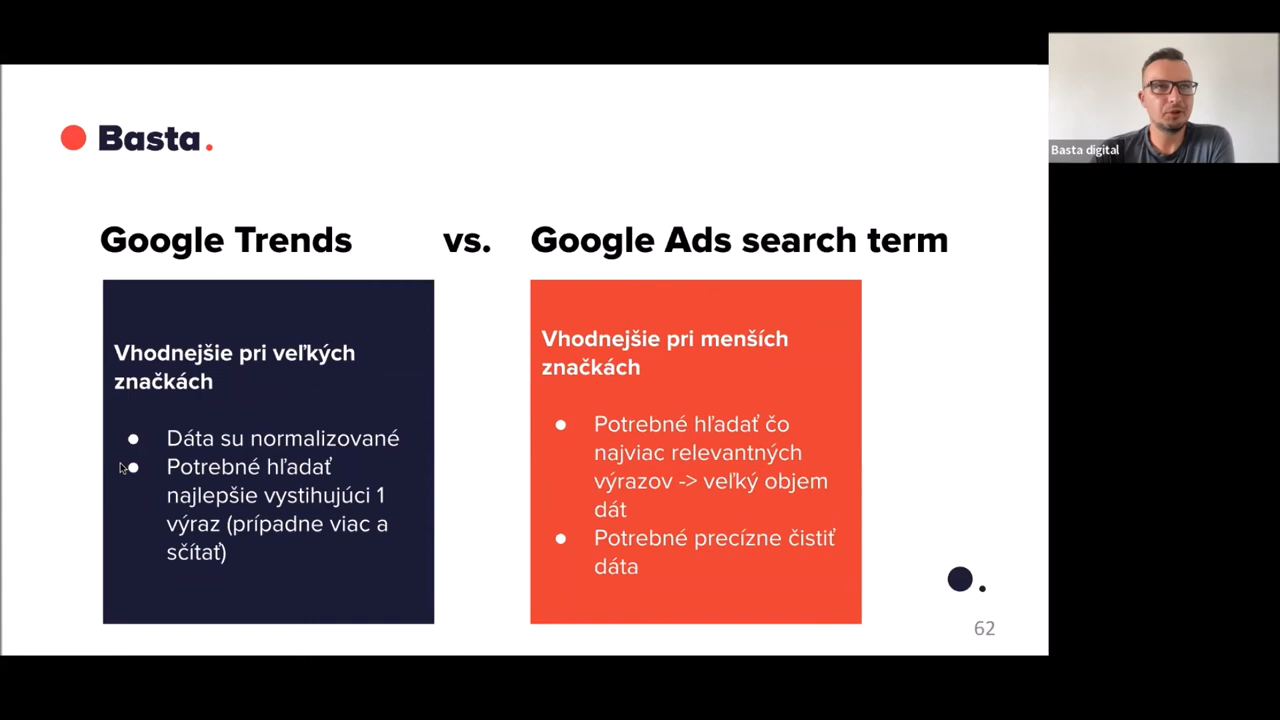 Basta.
Basta digital
Google Trends vs. Google Ads search term
Vhodnejšie pri veľkých
značkách
● Dáta su normalizované
● Potrebné hľadať
najlepšie vystihujúci 1
výraz (prípadne viac a
sčítať)
Vhodnejšie pri menších
značkách
● Potrebné hľadať čo
najviac relevantných
výrazov -> veľký objem
dát
● Potrebné precízne čistiť
dáta
62